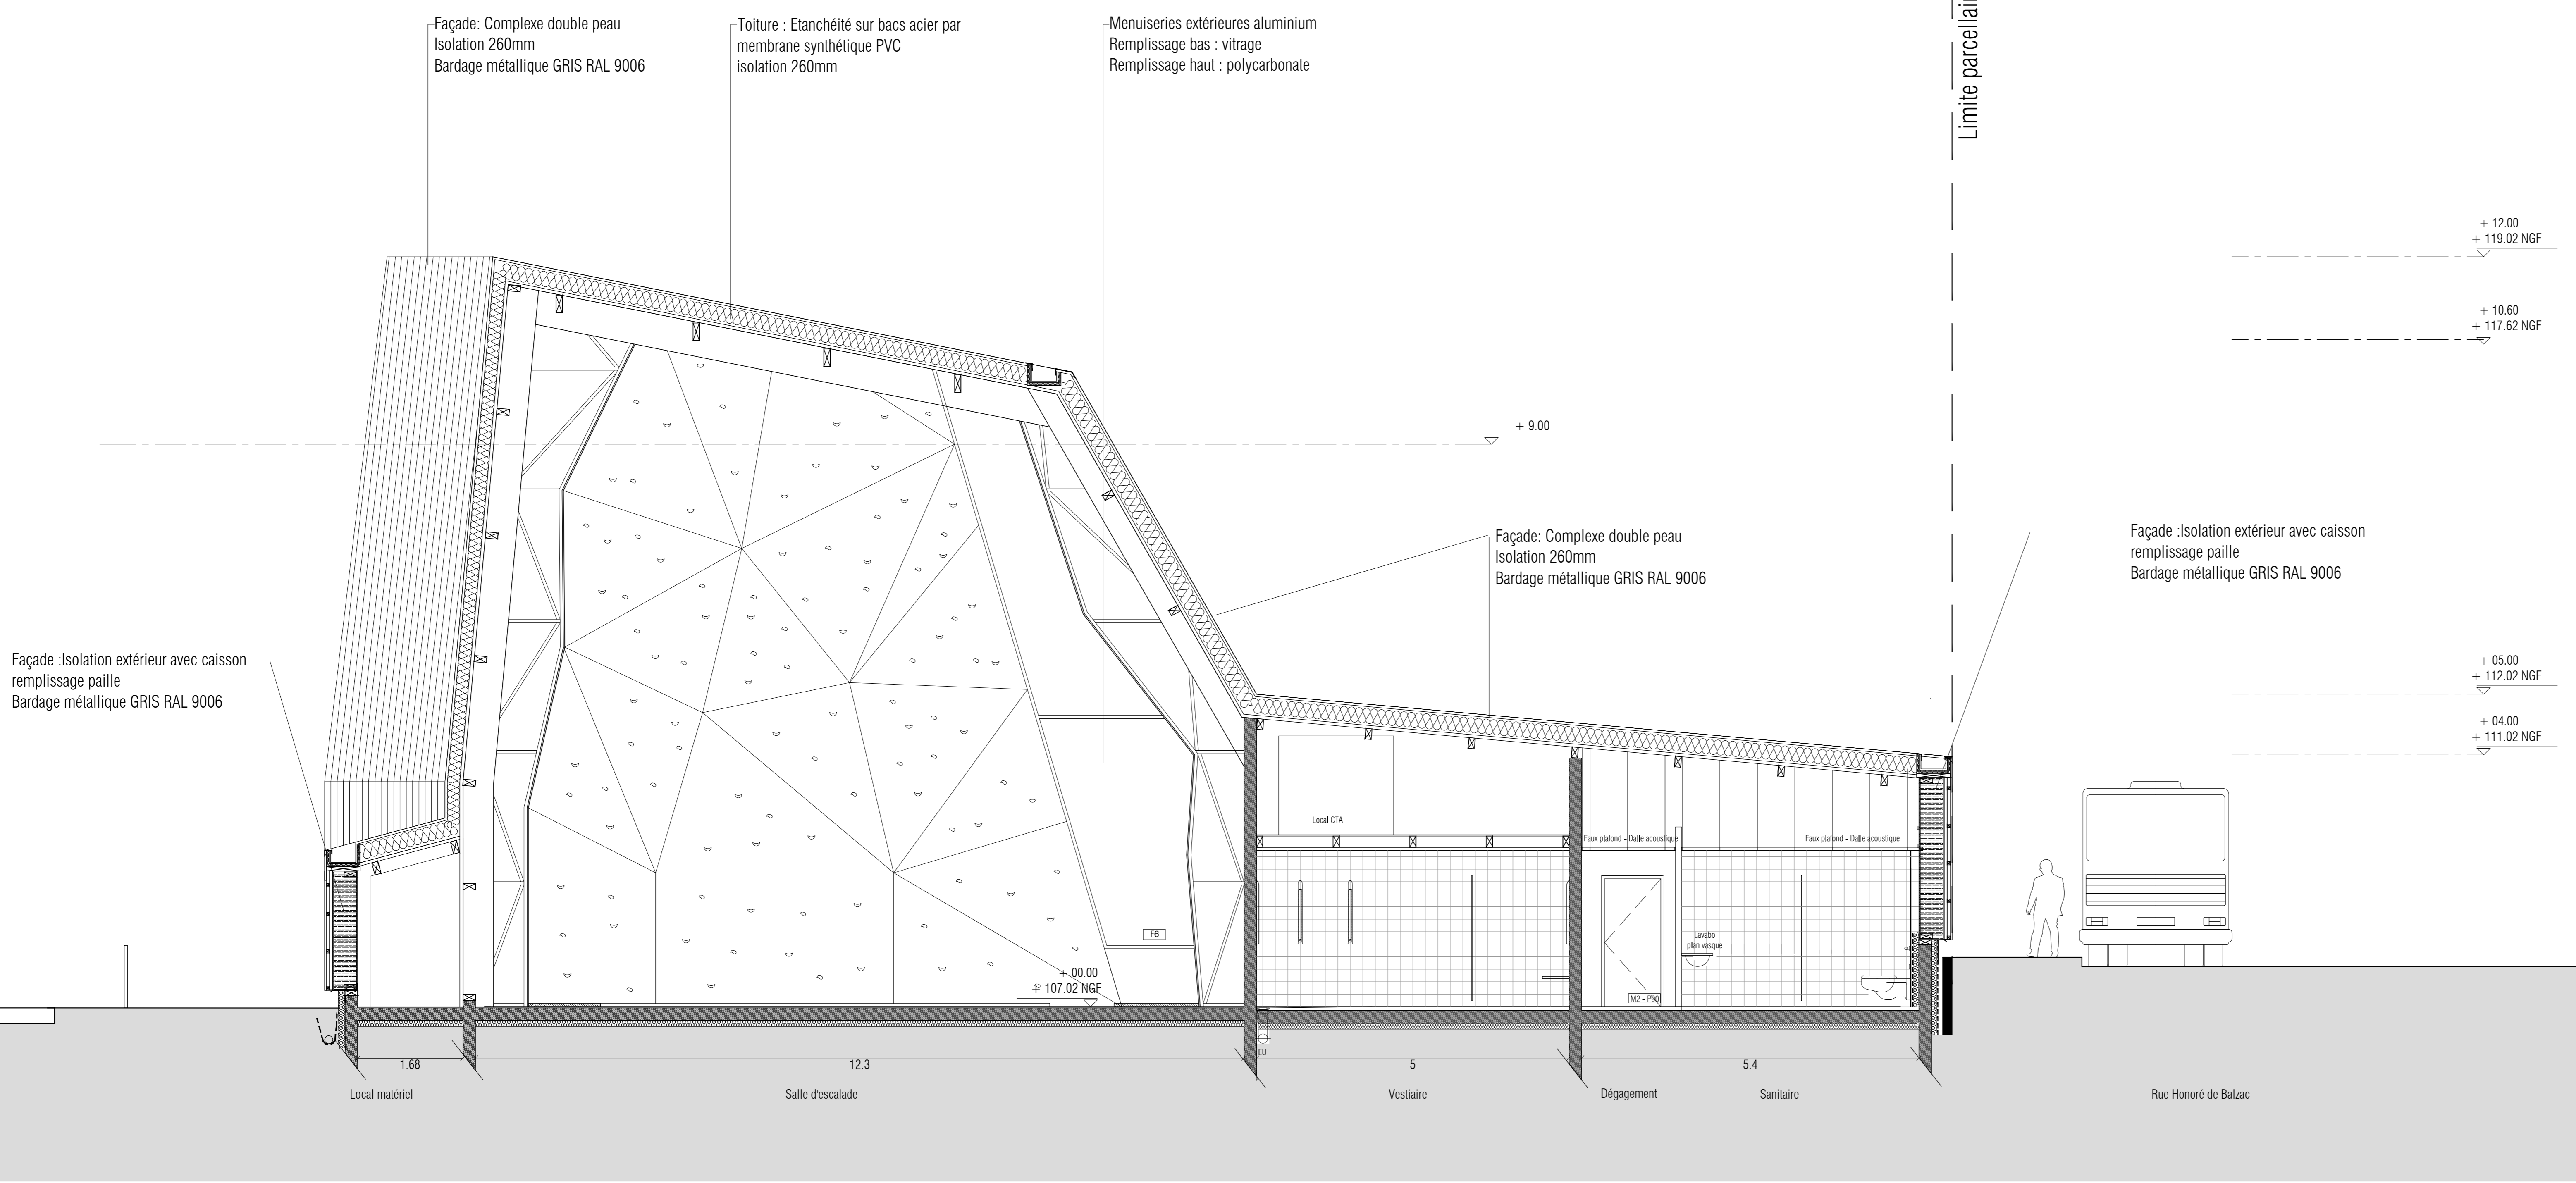 Façade: Complexe double peau
Isolation 260mm
Bardage métallique GRIS RAL 9006
Toiture : Etanchéité sur bacs acier par
membrane synthétique PVC
isolation 260mm
Menuiseries extérieures aluminium
Remplissage bas : vitrage
Remplissage haut : polycarbonate
Limite
+ 12.00
+ 119.02 NGF
+ 10.60
+ 117.62 NGF
+ 9.00
Façade: Complexe double peau
Isolation 260mm
Bardage métallique GRIS RAL 9006
Façade :Isolation extérieur avec caisson
remplissage paille
Bardage métallique GRIS RAL 9006
Façade :Isolation extérieur avec caisson
remplissage paille
Bardage métallique GRIS RAL 9006
+ 05.00
+ 112.02 NGF
+ 04.00
+ 111.02 NGF
Local CTA
Faux plafond - Dalle acoustique
Faux plafond - Dalle acoustique
F6
Lavabo
plan vasque
+ 00.00
+ 107.02 NGF
M2 - P90
EU
1.68
12.3
5
5.4
Local matériel
Salle d'escalade
Vestiaire
Dégagement
Sanitaire
Rue Honoré de Balzac